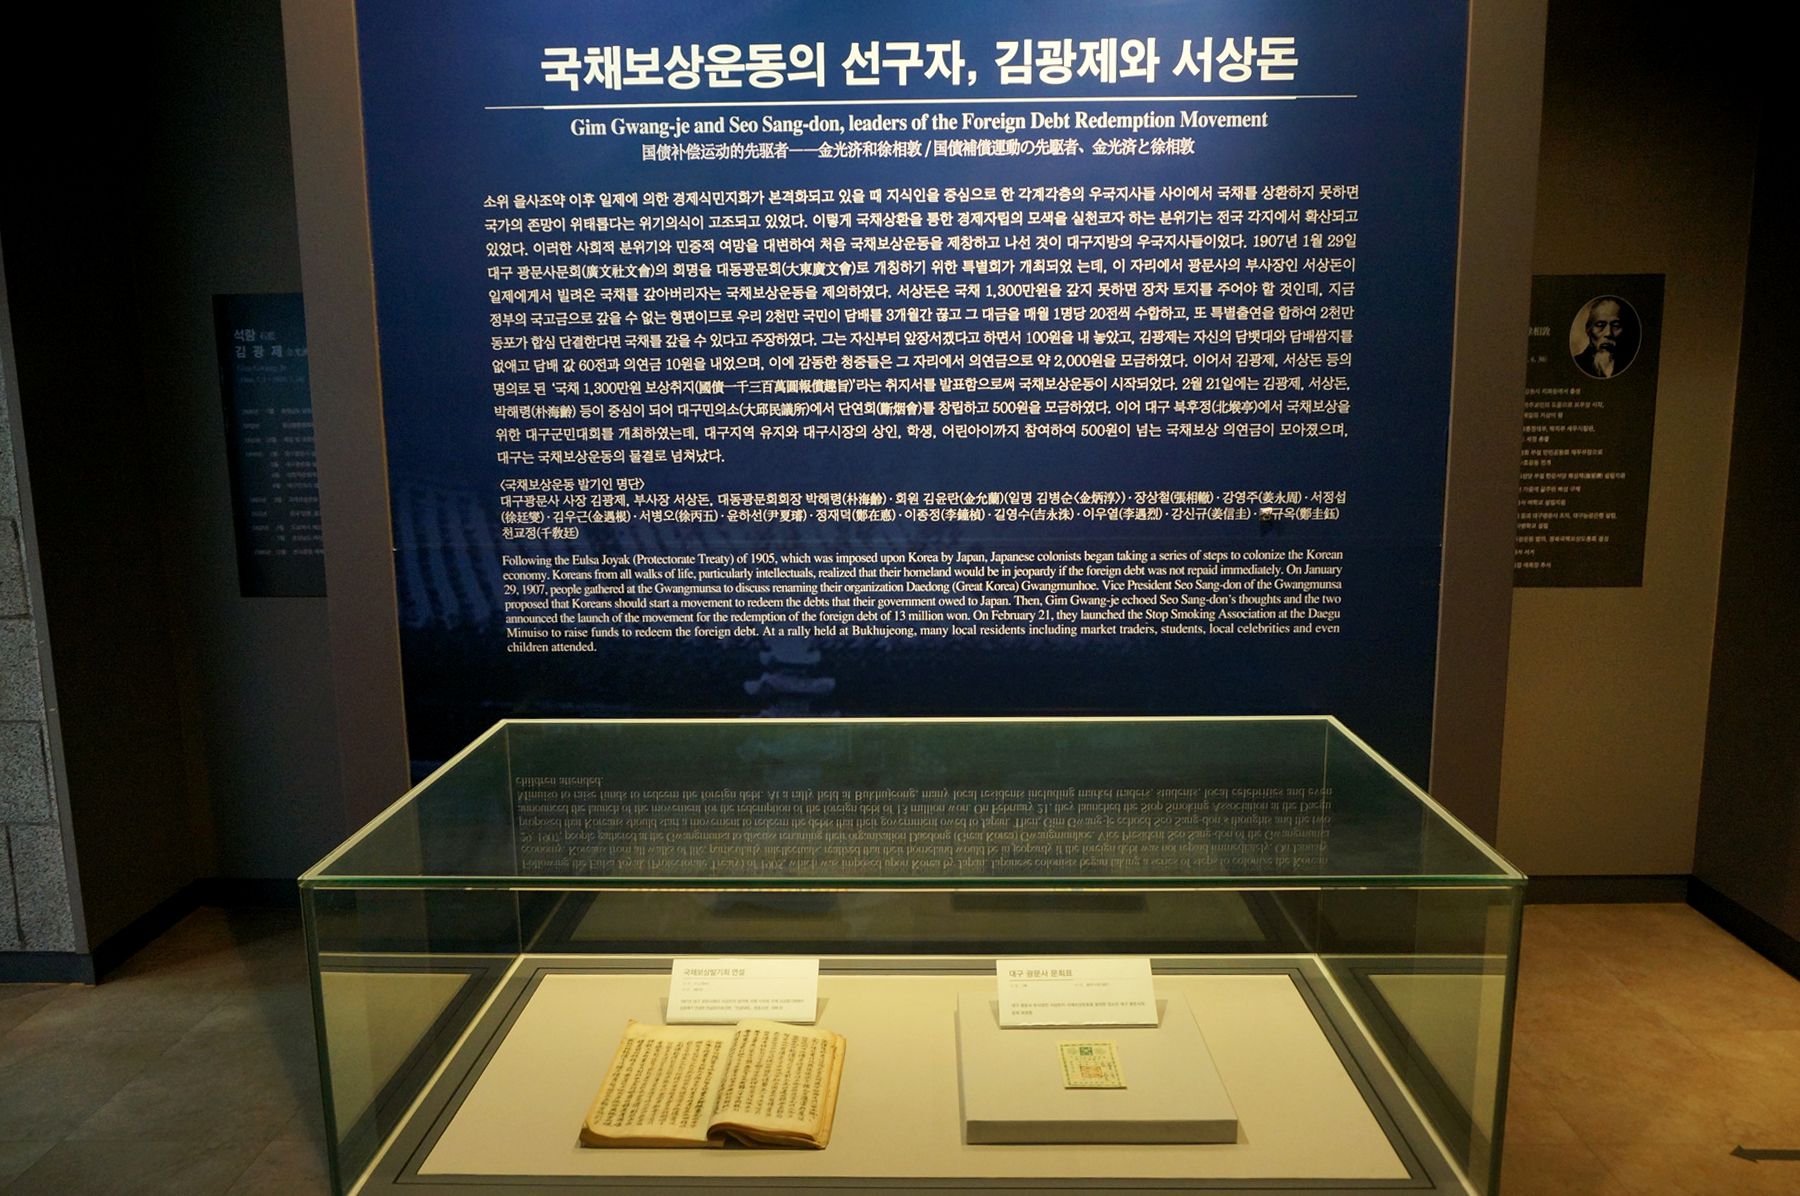 국채보상운동의 선구자, 김광제와 서상돈
Gim Gwang-je and Seo Sang-don, leaders of the Foreign Debt Redemption Movement
国债补偿运动的先驱者——金光济和徐相敦 / 国債補償運動の先駆者、金光済と徐相敦
소위 을사조약 이후 일제에 의한 경제식민지화가 본격화되고 있을 때 지식인을 중심으로 한 각계각층의 우국지사들 사이에서 국채를 상환하지 못하면
국가의 존망이 위태롭다는 위기의식이 고조되고 있었다. 이렇게 국채상환을 통한 경제자립의 모색을 실천코자 하는 분위기는 전국 각지에서 확산되고
있었다. 이러한 사회적 분위기와 민중적 여망을 대변하여 처음 국채보상운동을 제창하고 나선 것이 대구지방의 우국지사들이었다. 1907년 1월 29일
대구 광문사문회(廣文社文會)의 회명을 대동광문회(大東廣文會)로 개칭하기 위한 특별회가 개최되었 는데, 이 자리에서 광문사의 부사장인 서상돈이
일제에게서 빌려온 국채를 갚아버리자는 국채보상운동을 제의하였다. 서상돈은 국채 1,300만원을 갚지 못하면 장차 토지를 주어야 할 것인데, 지금
정부의 국고금으로 갚을 수 없는 형편이므로 우리 2천만 국민이 담배를 3개월간 끊고 그 대금을 매월 1명당 20전씩 수합하고, 또 특별출연을 합하여 2천만
동포가 합심 단결한다면 국채를 갚을 수 있다고 주장하였다. 그는 자신부터 앞장서겠다고 하면서 100원을 내 놓았고, 김광제는 자신의 담뱃대와 담배쌈지를
없애고 담배 값 60전과 의연금 10원을 내었으며, 이에 감동한 청중들은 그 자리에서 의연금으로 약 2,000원을 모금하였다. 이어서 김광제, 서상돈 등의
명의로 된 '국채 1,300만원 보상취지(國債一千三百萬圓報償趣旨)'라는 취지서를 발표함으로써 국채보상운동이 시작되었다. 2월 21일에는 김광제, 서상돈,
박해령(朴海齡) 등이 중심이 되어 대구민의소(大邱民議所)에서 단연회(斷烟會)를 창립하고 500원을 모금하였다. 이어 대구 북후정(北堠亭)에서 국채보상을
위한 대구군민대회를 개최하였는데, 대구지역 유지와 대구시장의 상인, 학생, 어린아이까지 참여하여 500원이 넘는 국채보상 의연금이 모아졌으며,
대구는 국채보상운동의 물결로 넘쳐났다.
〈국채보상운동 발기인 명단〉
대구광문사 사장 김광제, 부사장 서상돈, 대동광문회회장 박해령(朴海齡)·회원 김윤란(金允蘭)(일명 김병순〈金炳淳〉)·장상철(張相轍)·강영주(姜永周)·서정섭
(徐廷燮)·김우근(金遇根)·서병오(徐丙五)·윤하선(尹夏璿)·정재덕(鄭在悳)·이종정(李鐘楨)·길영수(吉永洙)·이우열(李遇烈)·강신규(姜信圭)·규옥(鄭圭鈺)
천교정(千敎廷)
Following the Eulsa Joyak (Protectorate Treaty) of 1905, which was imposed upon Korea by Japan, Japanese colonists began taking a series of steps to colonize the Korean
economy. Koreans from all walks of life, particularly intellectuals, realized that their homeland would be in jeopardy if the foreign debt was not repaid immediately. On January
29, 1907, people gathered at the Gwangmunsa to discuss renaming their organization Daedong (Great Korea) Gwangmunhoe. Vice President Seo Sang-don of the Gwangmunsa
proposed that Koreans should start a movement to redeem the debts that their government owed to Japan. Then, Gim Gwang-je echoed Seo Sang-don's thoughts and the two
announced the launch of the movement for the redemption of the foreign debt of 13 million won. On February 21, they launched the Stop Smoking Association at the Daegu
Minuiso to raise funds to redeem the foreign debt. At a rally held at Bukhujeong, many local residents including market traders, students, local celebrities and even
children attended.
석람
김광제
국채보상발기회 연설
대구 광문사 문회표